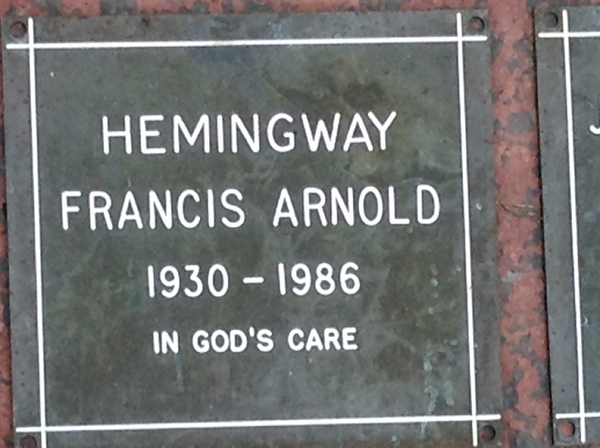 HEMINGWAY
FRANCIS ARNOLD
1930 - 1986
IN GOD'S CARE